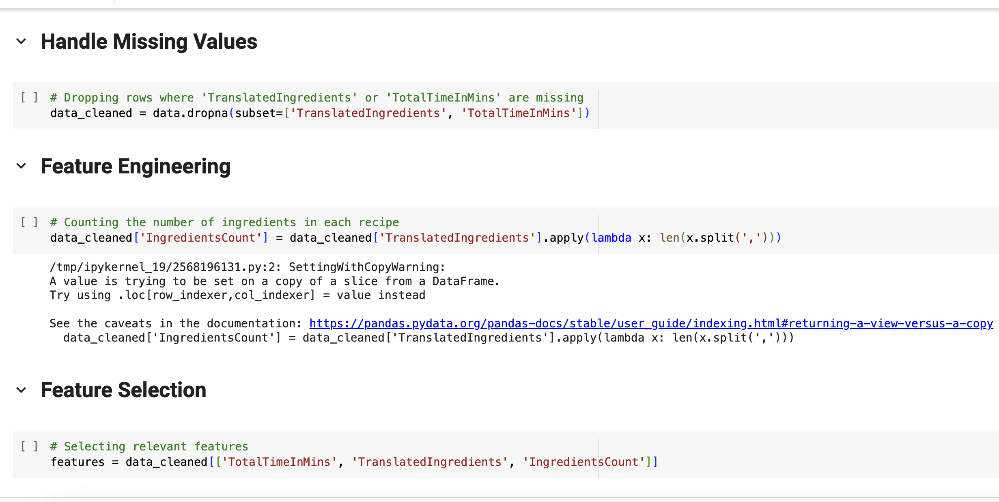 Handle Missing Values
[ ] # Dropping rows where 'TranslatedIngredients' or 'TotalTimeInMins' are missing
data_cleaned = data.dropna(subset=['TranslatedIngredients', 'TotalTimeInMins'])
Feature Engineering
[ ] # Counting the number of ingredients in each recipe
data_cleaned['IngredientsCount'] = data_cleaned['TranslatedIngredients'].apply(lambda x: len(x.split(',')))
/tmp/ipykernel_19/2568196131.py:2: SettingWithCopyWarning:
A value is trying to be set on a copy of a slice from a DataFrame.
Try using .loc[row_indexer,col_indexer] = value instead
See the caveats in the documentation: https://pandas.pydata.org/pandas-docs/stable/user_guide/indexing.html#returning-a-view-versus-a-copy
data_cleaned['IngredientsCount'] = data_cleaned['TranslatedIngredients'].apply(lambda x: len(x.split(',')))
Feature Selection
[ ] # Selecting relevant features
features = data_cleaned[['TotalTimeInMins', 'TranslatedIngredients', 'IngredientsCount']]